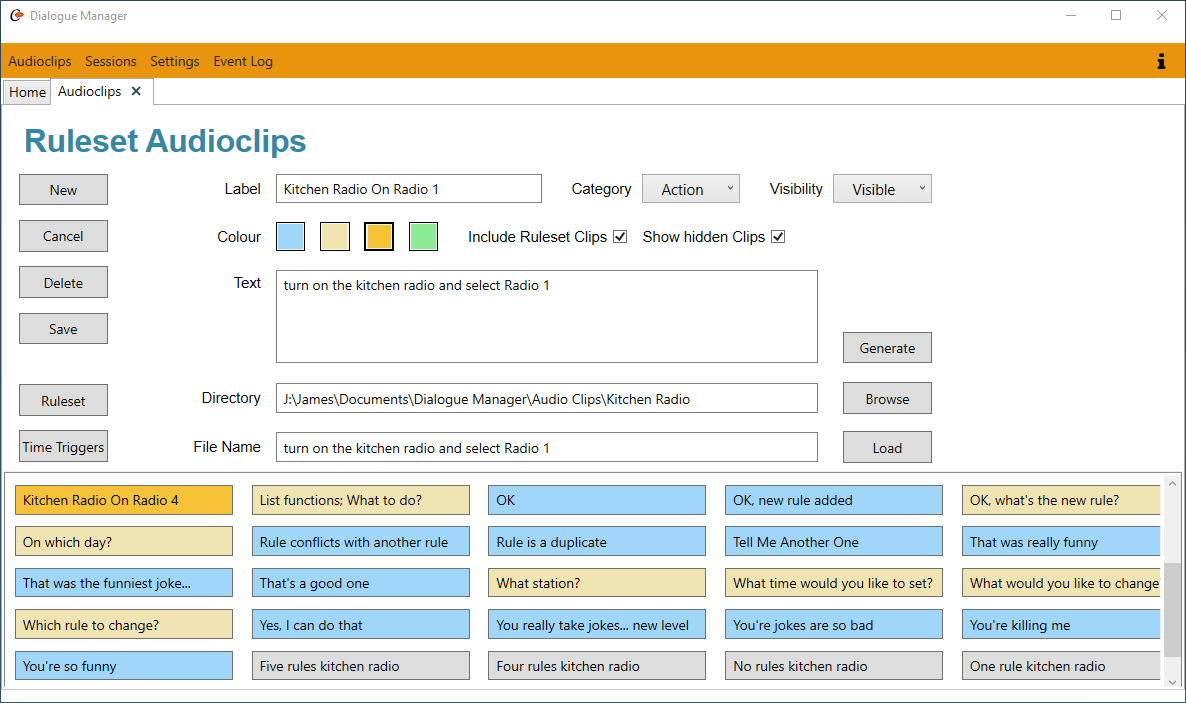 Dialogue Manager
Audioclips Sessions Settings Event Log
Home Audioclips
Ruleset Audioclips
New Label Kitchen Radio On Radio 1 Category Action Visibility Visible
Cancel Colour Include Ruleset Clips Show hidden Clips
Delete Text turn on the kitchen radio and select Radio 1
Save
Generate
Ruleset Directory J:\James\Documents\Dialogue Manager\Audio Clips\Kitchen Radio Browse
Time Triggers File Name turn on the kitchen radio and select Radio 1 Load
Kitchen Radio On Radio 4 List functions; What to do? OK OK, new rule added OK, what's the new rule?
On which day? Rule conflicts with another rule Rule is a duplicate Tell Me Another One That was really funny
That was the funniest joke... That's a good one What station? What time would you like to set? What would you like to change
Which rule to change? Yes, I can do that You really take jokes... new level You're jokes are so bad You're killing me
You're so funny Five rules kitchen radio Four rules kitchen radio No rules kitchen radio One rule kitchen radio